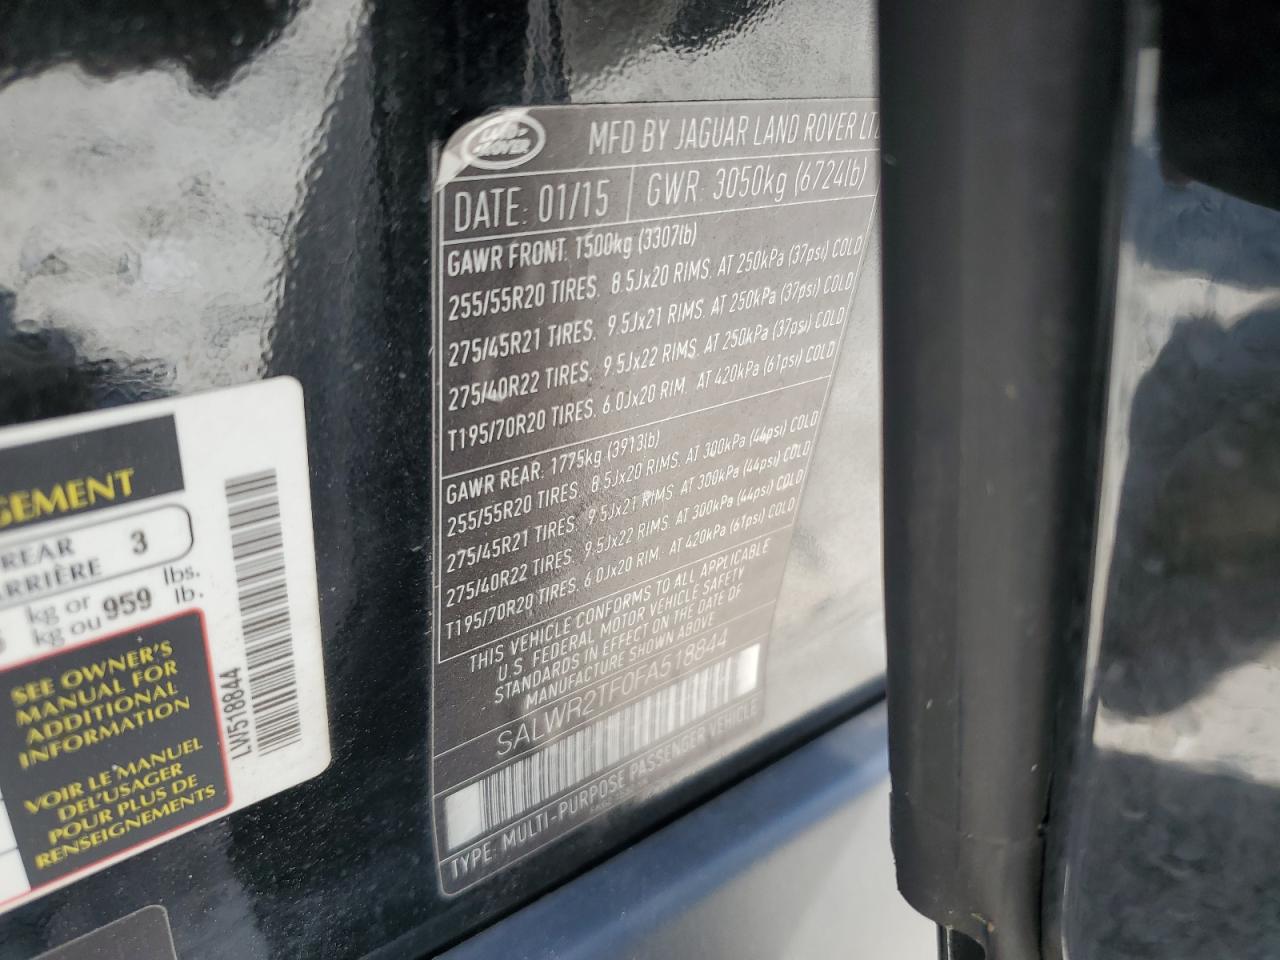 LAND-
ROVER
MFD BY JAGUAR LAND ROVER LT
DATE: 01/15 GWR: 3050kg (6724lb)
GAWR FRONT: 1500kg (3307lb)
255/55R20 TIRES. 8.5Jx20 RIMS. AT 250kPa (37psi) COLD
275/45R21 TIRES. 9.5Jx21 RIMS. AT 250kPa (37psi) COLD
275/40R22 TIRES. 9.5Jx22 RIMS. AT 250kPa (37psi) COLD
T195/70R20 TIRES. 6.0Jx20 RIM. AT 420kPa (61psi) COLD
GAWR REAR: 1775kg (3913lb)
255/55R20 TIRES. 8.5Jx20 RIMS. AT 300kPa (44psi) COLD
275/45R21 TIRES. 9.5Jx21 RIMS. AT 300kPa (44psi) COLD
275/40R22 TIRES. 9.5Jx22 RIMS. AT 300kPa (44psi) COLD
T195/70R20 TIRES. 6.0Jx20 RIM. AT 420kPa (61psi) COLD
THIS VEHICLE CONFORMS TO ALL APPLICABLE
U.S. FEDERAL MOTOR VEHICLE SAFETY
STANDARDS IN EFFECT ON THE DATE OF
MANUFACTURE SHOWN ABOVE
SALWR2TF0FA518844
TYPE: MULTI-PURPOSE PASSENGER VEHICLE
GEMENT
REAR 3
ARRIÈRE
kg or lbs.
kg ou 959 lb.
SEE OWNER'S
MANUAL FOR
ADDITIONAL
INFORMATION
VOIR LE MANUEL
DEL'USAGER
POUR PLUS DE
RENSEIGNEMENTS
LW518844